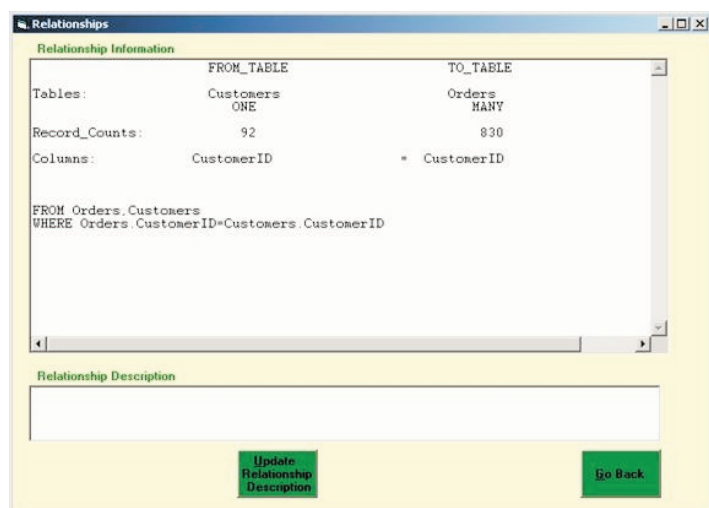 Relationships
Relationship Information
FROM_TABLE TO_TABLE
Tables: Customers Orders
ONE MANY
Record_Counts: 92 830
Columns: CustomerID = CustomerID
FROM Orders,Customers
WHERE Orders.CustomerID=Customers.CustomerID
Relationship Description
Update
Relationship
Description
Go Back